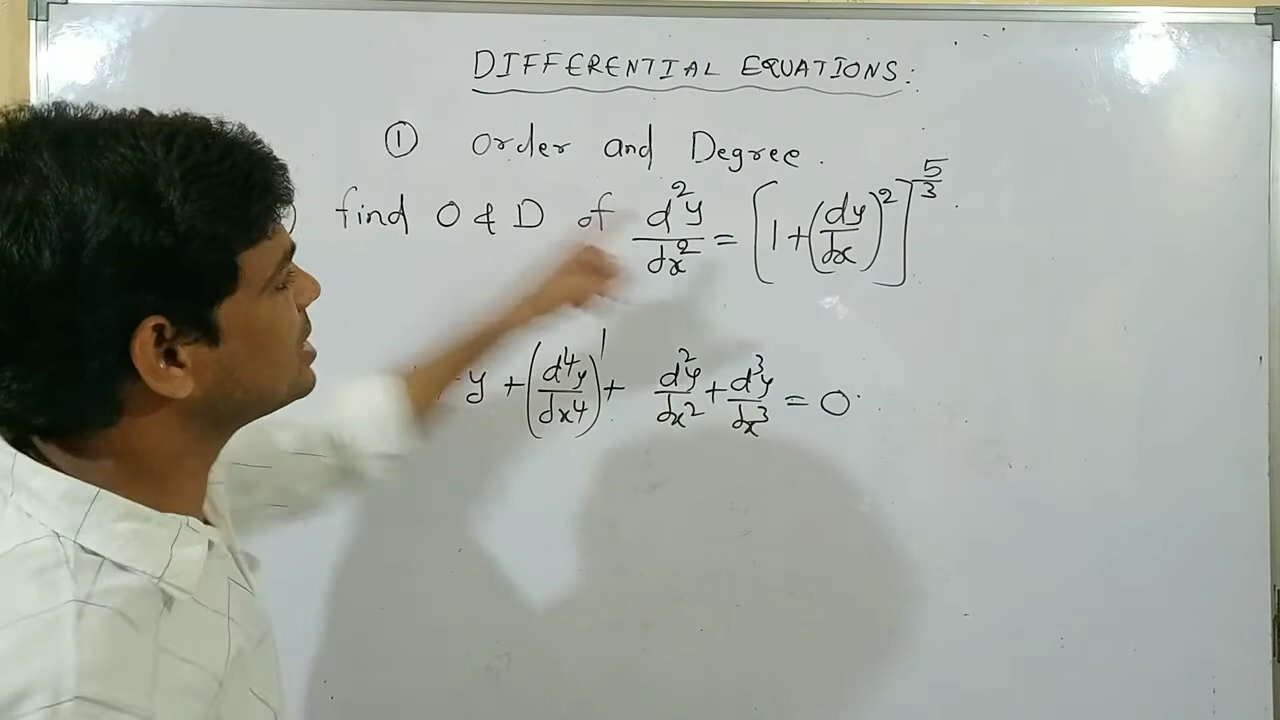 DIFFERENTIAL EQUATIONS:
① Order and Degree.
) find O & D of d²y/dx² = [1+(dy/dx)²]^5/3.
y + (d⁴y/dx⁴)¹ + d²y/dx² + d³y/dx³ = 0.